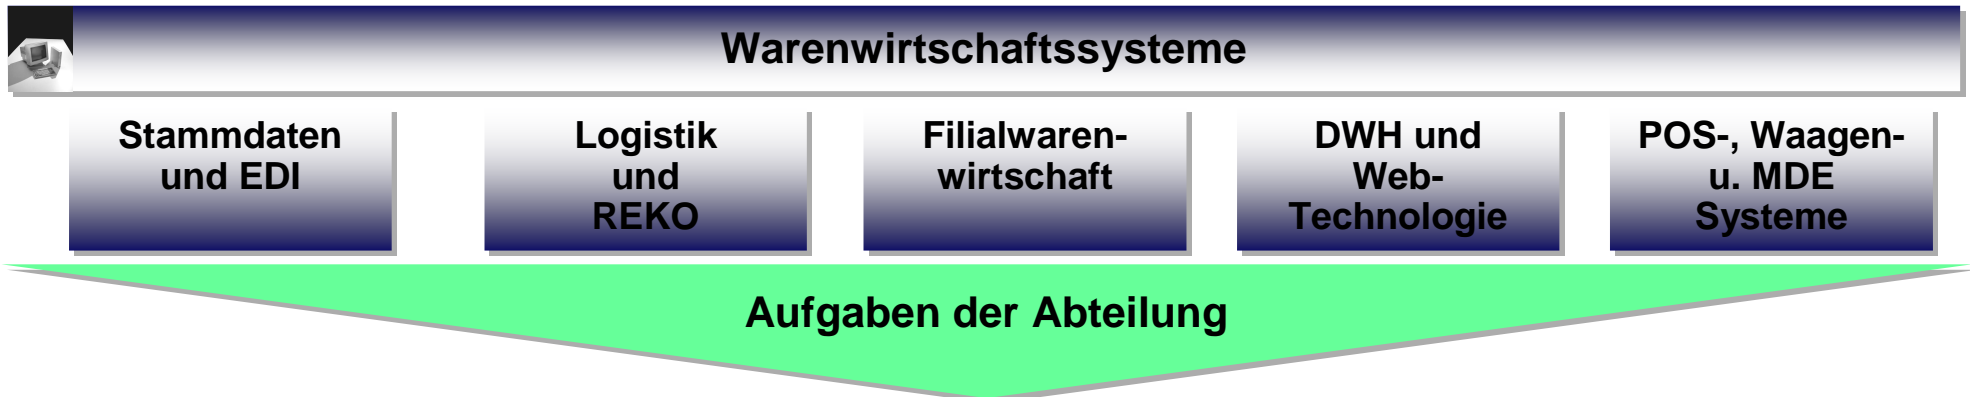 Warenwirtschaftssysteme
Stammdaten
und EDI
Logistik
und
REKO
Filialwaren-
wirtschaft
DWH und
Web-
Technologie
POS-, Waagen-
u. MDE
Systeme
Aufgaben der Abteilung